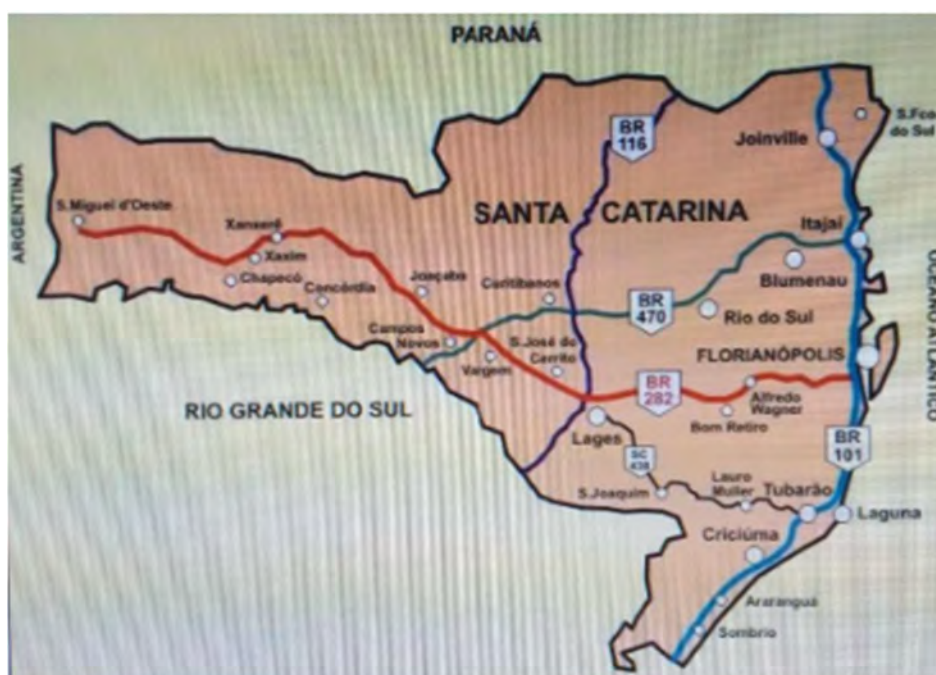 PARANÁ
BR
116
S.Fco
do Sul
Joinville
ARGENTINA
S.Miguel d'Oeste
SANTA CATARINA
Xanxerê
Itajaí
Xaxim
Chapecó
Joaçaba
Curitibanos
Blumenau
Concórdia
BR
470
Rio do Sul
OCEANO ATLÂNTICO
Campos
Novos
S.José do
Cerrito
FLORIANÓPOLIS
Vargem
BR
282
Alfredo
Wagner
RIO GRANDE DO SUL
Bom Retiro
Lages
BR
101
SC
438
Lauro
Muller
Tubarão
S.Joaquim
Laguna
Criciúma
Araranguá
Sombrio